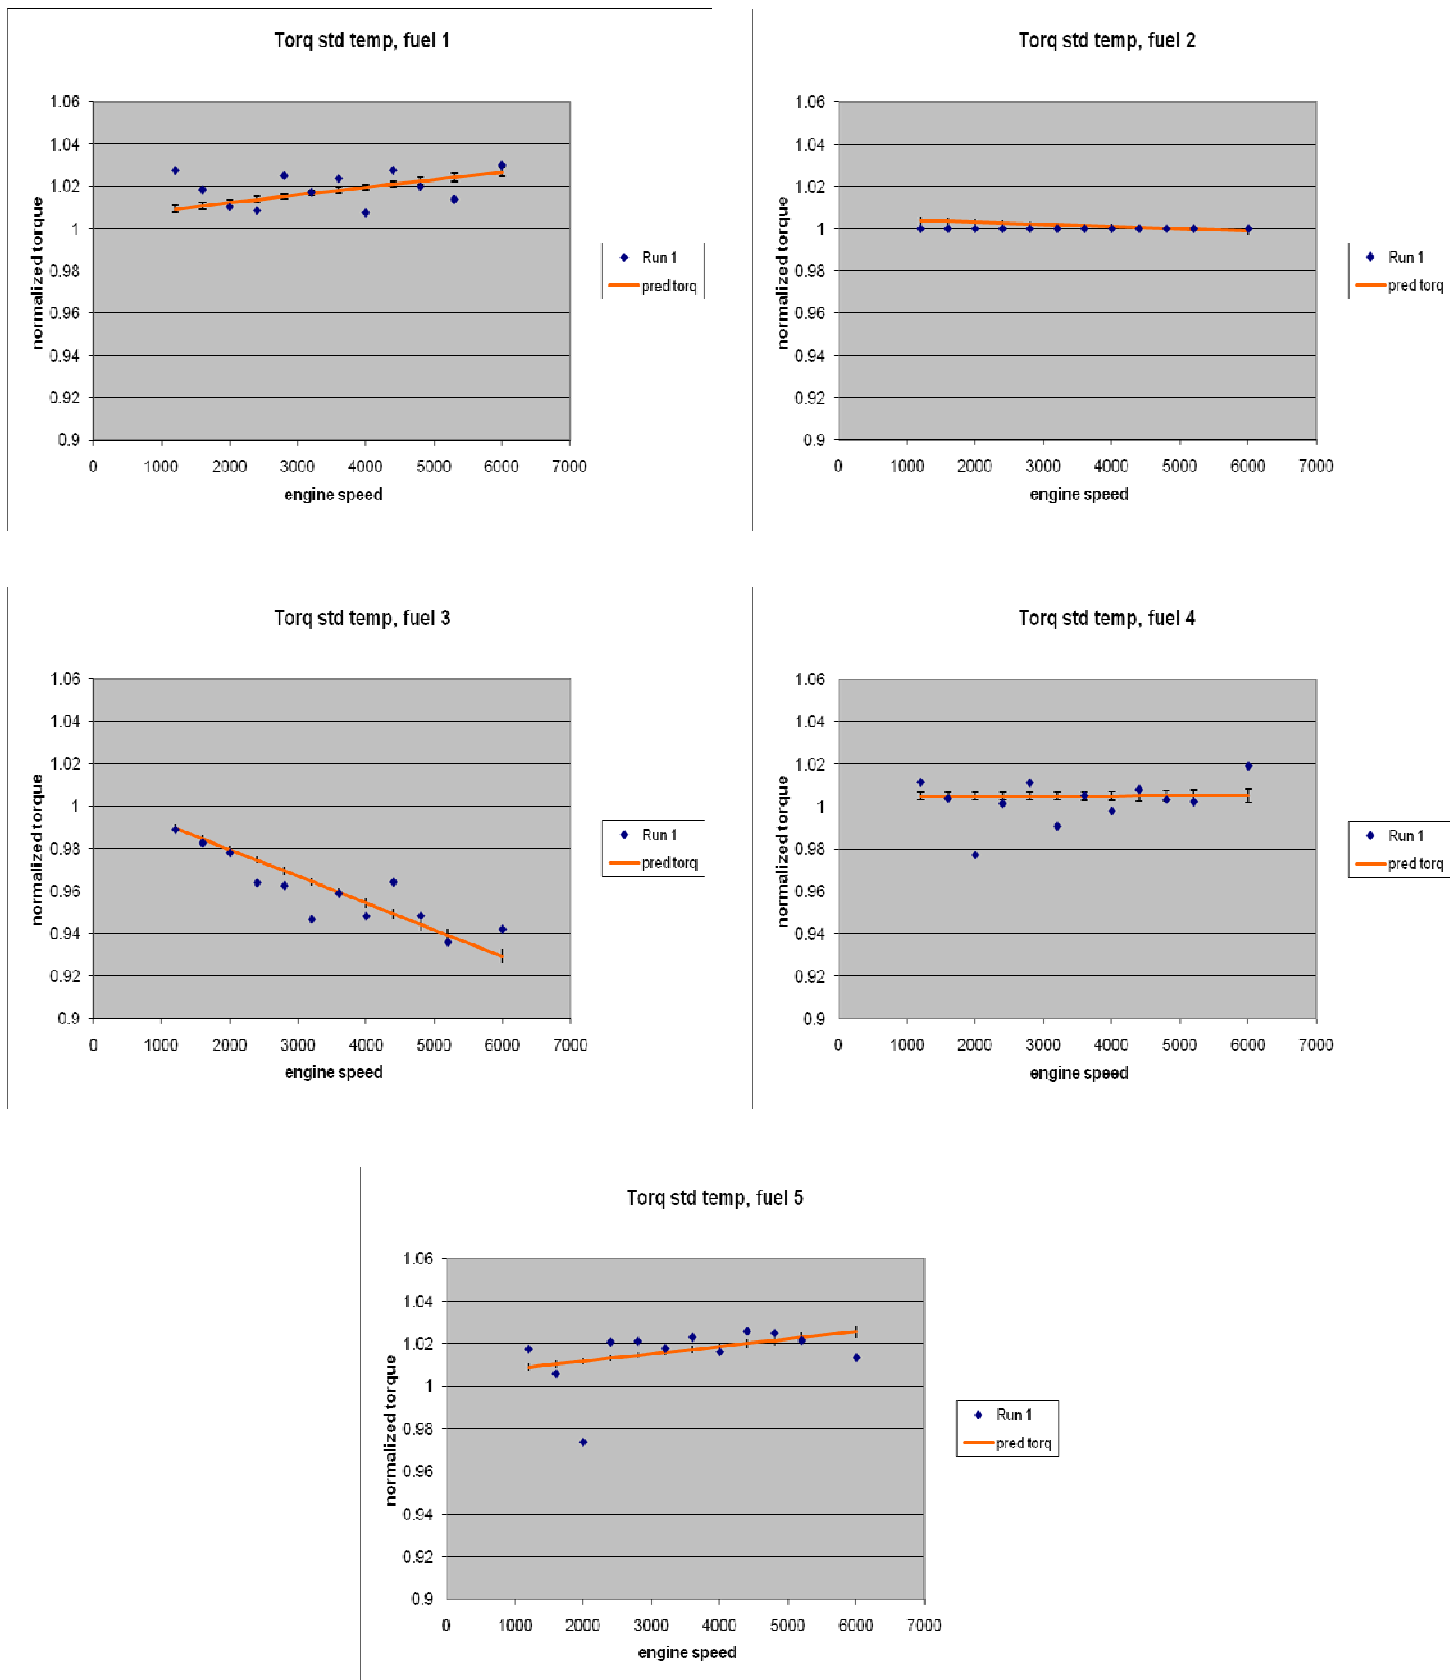 Torq std temp, fuel 1
1.06
1.04
1.02
1
0.98
0.96
0.94
0.92
0.9
normalized torque
0 1000 2000 3000 4000 5000 6000 7000
engine speed
Run 1
pred torq
Torq std temp, fuel 2
1.06
1.04
1.02
1
0.98
0.96
0.94
0.92
0.9
normalized torque
0 1000 2000 3000 4000 5000 6000 7000
engine speed
Run 1
pred torq
Torq std temp, fuel 3
1.06
1.04
1.02
1
0.98
0.96
0.94
0.92
0.9
normalized torque
0 1000 2000 3000 4000 5000 6000 7000
engine speed
Run 1
pred torq
Torq std temp, fuel 4
1.06
1.04
1.02
1
0.98
0.96
0.94
0.92
0.9
normalized torque
0 1000 2000 3000 4000 5000 6000 7000
engine speed
Run 1
pred torq
Torq std temp, fuel 5
1.06
1.04
1.02
1
0.98
0.96
0.94
0.92
0.9
normalized torque
0 1000 2000 3000 4000 5000 6000 7000
engine speed
Run 1
pred torq